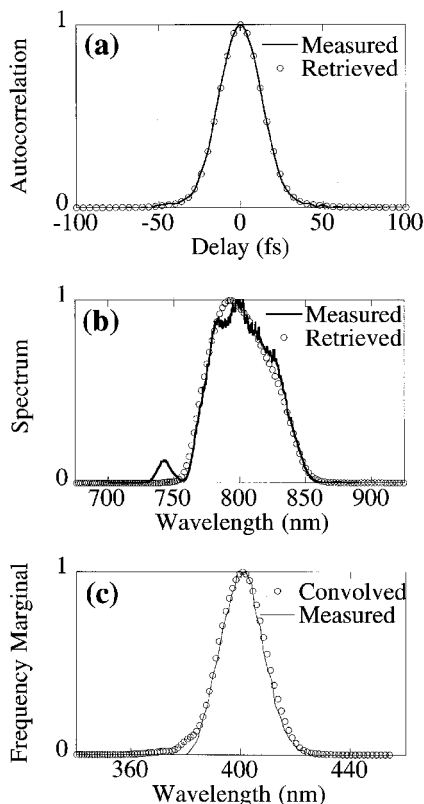 (a)
1
Measured
Retrieved
Autocorrelation
0
-100 -50 0 50 100
Delay (fs)
(b)
1
Measured
Retrieved
Spectrum
0
700 750 800 850 900
Wavelength (nm)
(c)
1
Convolved
Measured
Frequency Marginal
0
360 400 440
Wavelength (nm)